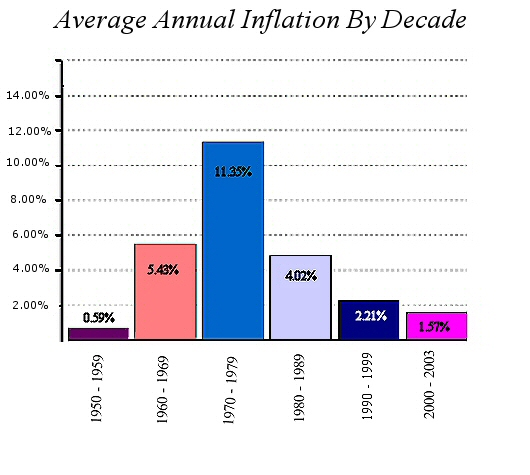 Average Annual Inflation By Decade
14.00%
12.00%
10.00%
8.00%
6.00%
4.00%
2.00%
0.59%
5.43%
11.35%
4.02%
2.21%
1.57%
1950 - 1959
1960 - 1969
1970 - 1979
1980 - 1989
1990 - 1999
2000 - 2003